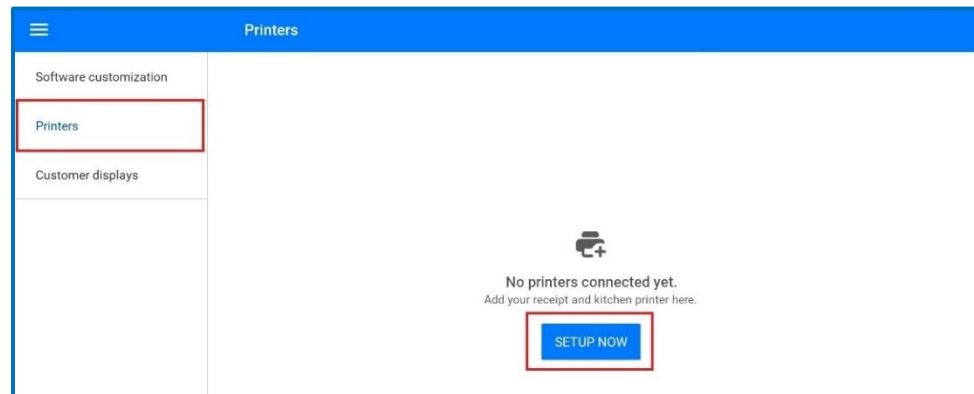 Printers
Software customization
Printers
Customer displays
No printers connected yet.
Add your receipt and kitchen printer here.
SETUP NOW